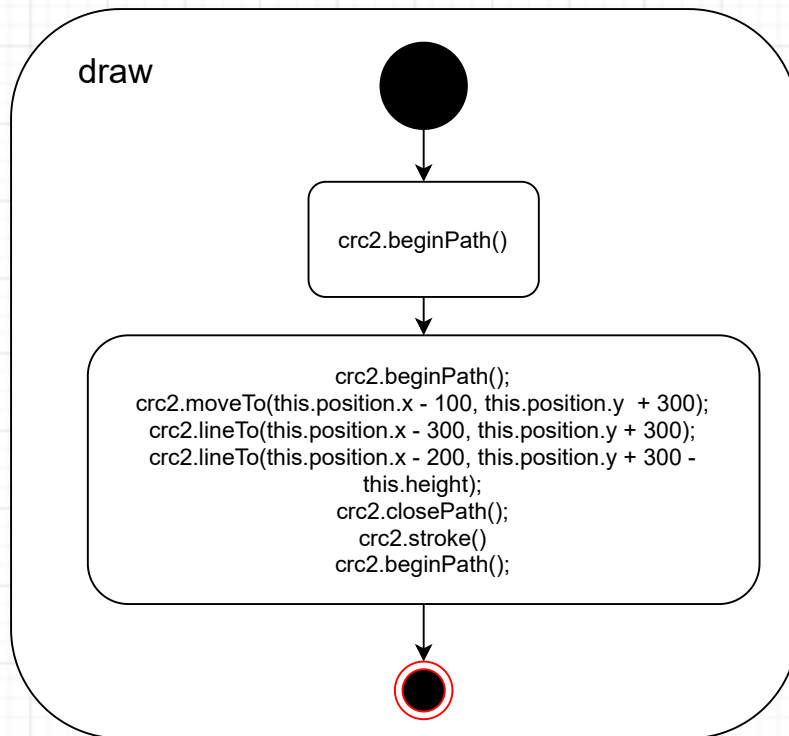 draw
crc2.beginPath()
crc2.beginPath();
crc2.moveTo(this.position.x - 100, this.position.y  + 300);
crc2.lineTo(this.position.x - 300, this.position.y + 300);
crc2.lineTo(this.position.x - 200, this.position.y + 300 -
this.height);
crc2.closePath();
crc2.stroke()
crc2.beginPath();